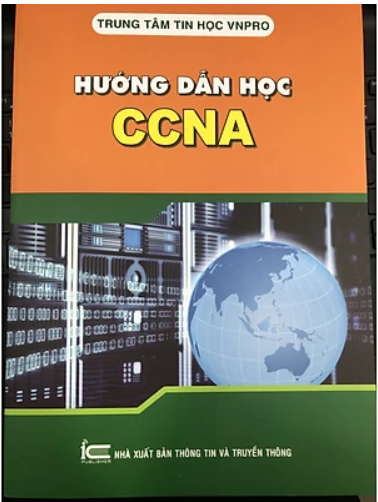 TRUNG TÂM TIN HỌC VNPRO
HƯỚNG DẪN HỌC
CCNA
ic
PUBLISHER
NHÀ XUẤT BẢN THÔNG TIN VÀ TRUYỀN THÔNG